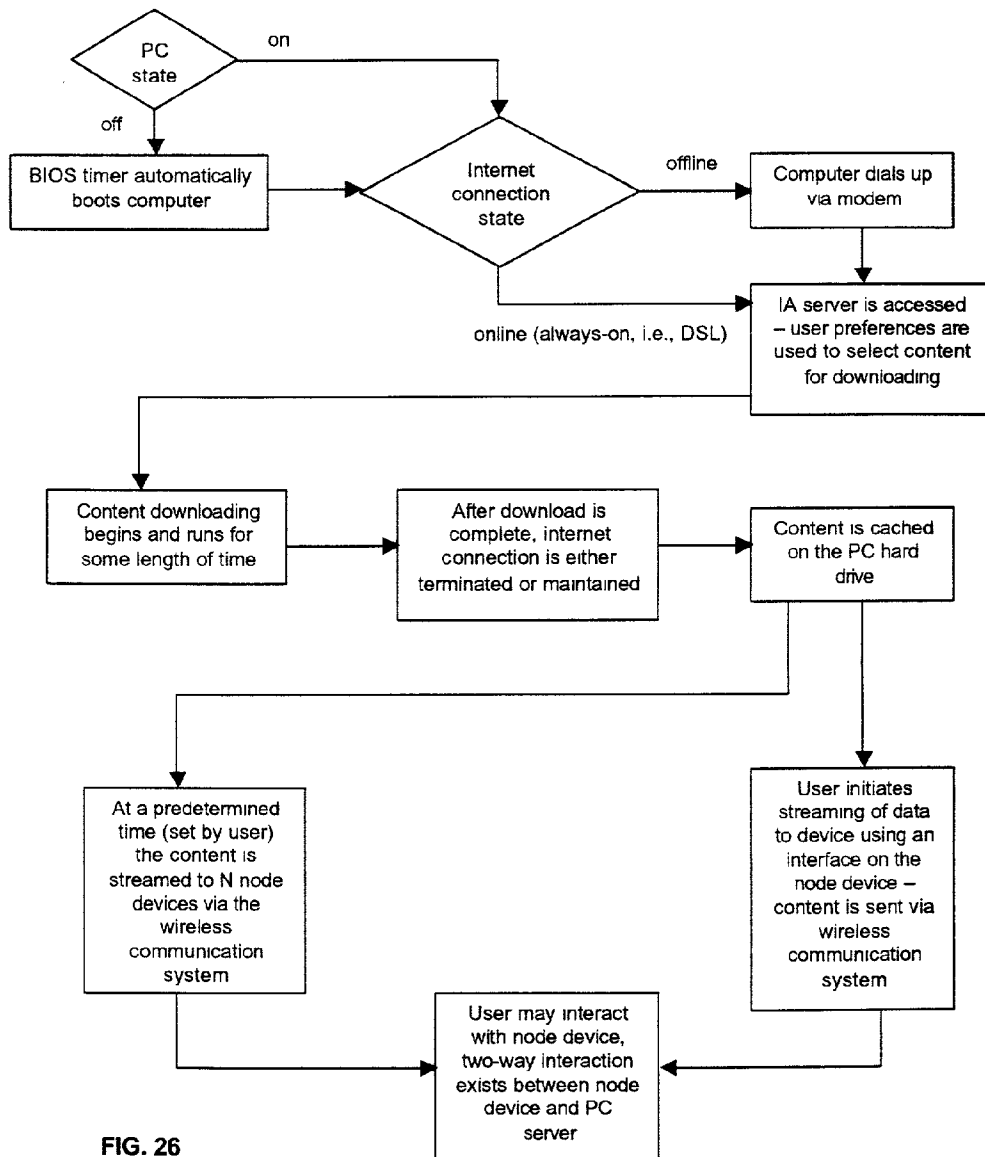 PC
state
on
off
BIOS timer automatically
boots computer
Internet
connection
state
offline
Computer dials up
via modem
online (always-on, i.e., DSL)
IA server is accessed
– user preferences are
used to select content
for downloading
Content downloading
begins and runs for
some length of time
After download is
complete, internet
connection is either
terminated or maintained
Content is cached
on the PC hard
drive
At a predetermined
time (set by user)
the content is
streamed to N node
devices via the
wireless
communication
system
User initiates
streaming of data
to device using an
interface on the
node device –
content is sent via
wireless
communication
system
User may interact
with node device,
two-way interaction
exists between node
device and PC
server
FIG. 26